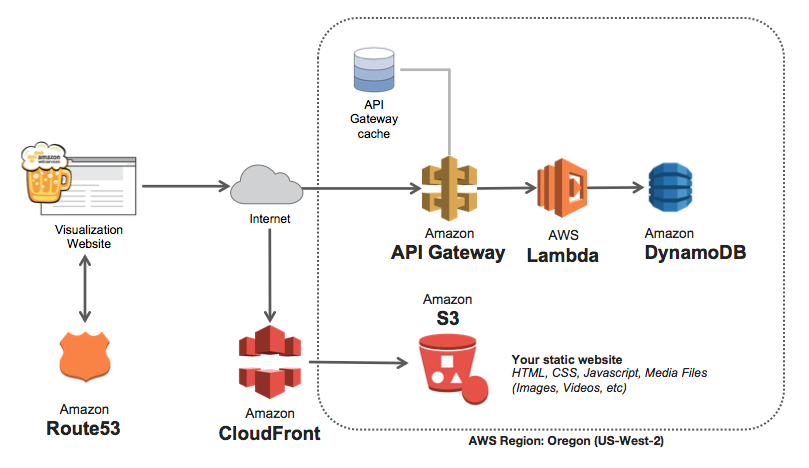 API
Gateway
cache
amazon
webservices
Visualization
Website
Internet
Amazon
API Gateway
AWS
Lambda
Amazon
DynamoDB
Amazon
Route53
Amazon
CloudFront
Amazon
S3
Your static website
HTML, CSS, Javascript, Media Files
(Images, Videos, etc)
AWS Region: Oregon (US-West-2)